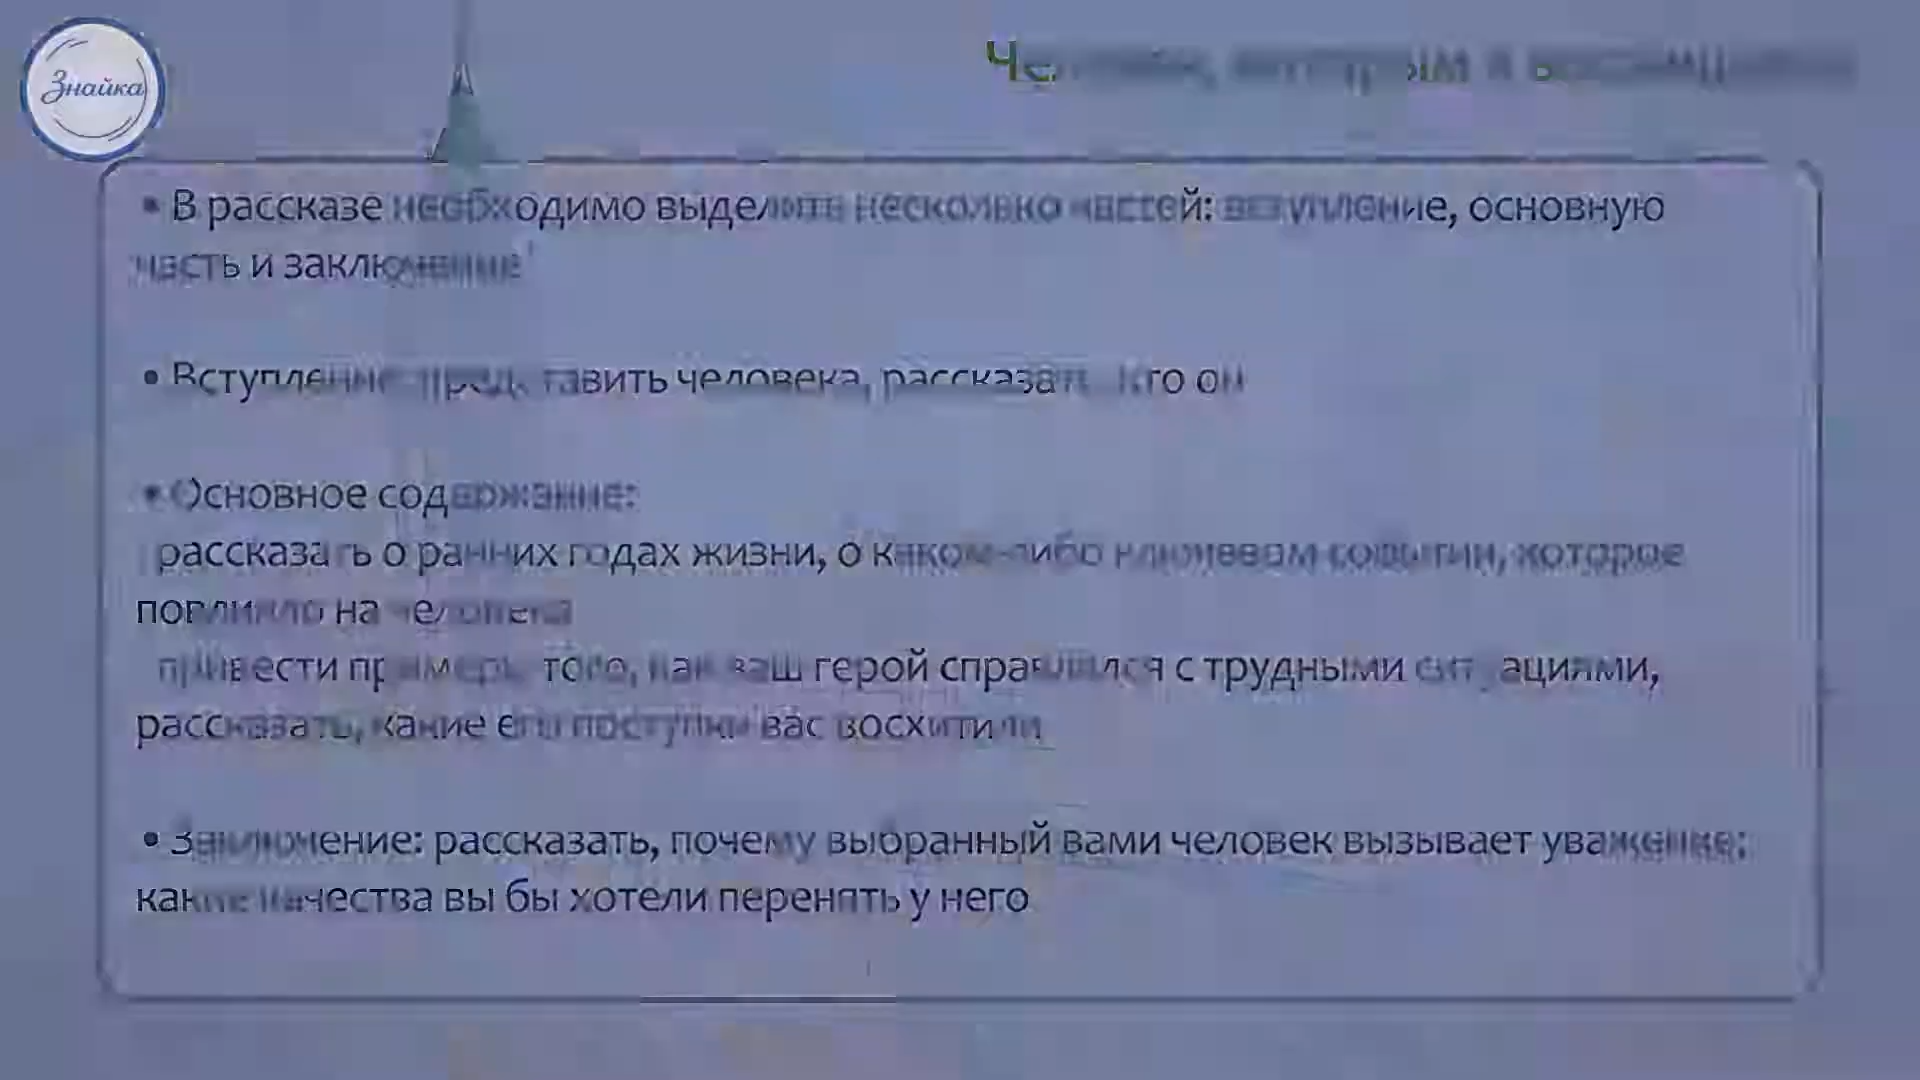 Знайка
Человек, которым я восхищаюсь
• В рассказе необходимо выделить несколько частей: вступление, основную
часть и заключение
• Вступление: представить человека, рассказать, кто он
• Основное содержание:
рассказать о ранних годах жизни, о каком-либо ключевом событии, которое
повлияло на человека
привести примеры того, как ваш герой справлялся с трудными ситуациями,
рассказать, какие его поступки вас восхитили
• Заключение: рассказать, почему выбранный вами человек вызывает уважение;
какие качества вы бы хотели перенять у него